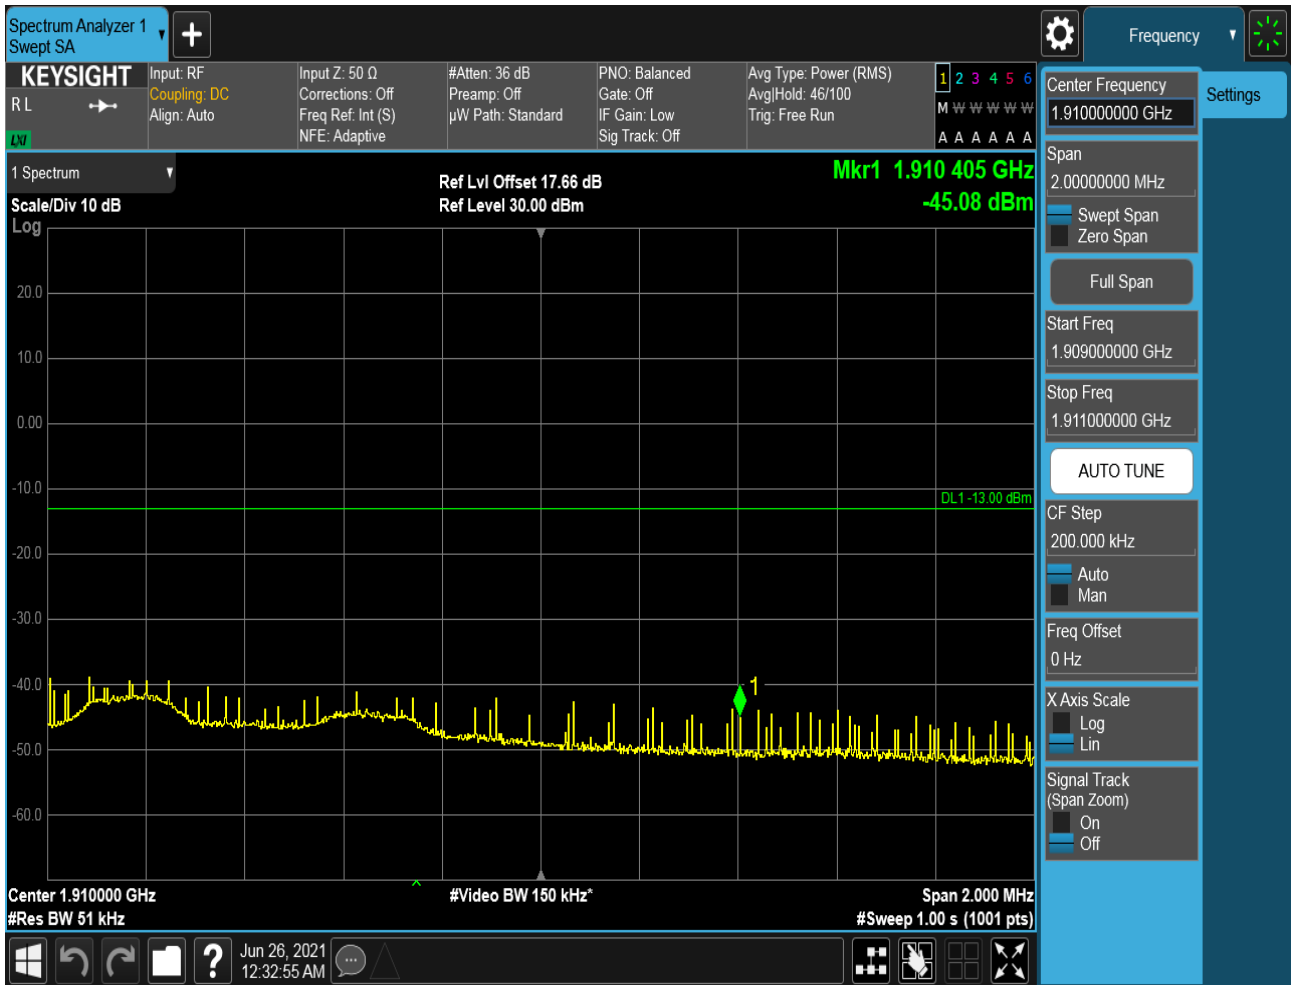 Spectrum Analyzer 1
Swept SA
Frequency
KEYSIGHT
R L
LXI
Input: RF
Coupling: DC
Align: Auto
Input Z: 50 Ω
Corrections: Off
Freq Ref: Int (S)
NFE: Adaptive
#Atten: 36 dB
Preamp: Off
µW Path: Standard
PNO: Balanced
Gate: Off
IF Gain: Low
Sig Track: Off
Avg Type: Power (RMS)
Avg|Hold: 46/100
Trig: Free Run
1 2 3 4 5 6
M W W W W W
A A A A A A
1 Spectrum
Scale/Div 10 dB
Log
Ref Lvl Offset 17.66 dB
Ref Level 30.00 dBm
Mkr1 1.910 405 GHz
-45.08 dBm
20.0
10.0
0.00
-10.0
DL1 -13.00 dBm
-20.0
-30.0
-40.0
1
-50.0
-60.0
Center 1.910000 GHz
#Res BW 51 kHz
#Video BW 150 kHz*
Span 2.000 MHz
#Sweep 1.00 s (1001 pts)
Center Frequency
1.910000000 GHz
Settings
Span
2.00000000 MHz
Swept Span
Zero Span
Full Span
Start Freq
1.909000000 GHz
Stop Freq
1.911000000 GHz
AUTO TUNE
CF Step
200.000 kHz
Auto
Man
Freq Offset
0 Hz
X Axis Scale
Log
Lin
Signal Track
(Span Zoom)
On
Off
?
Jun 26, 2021
12:32:55 AM